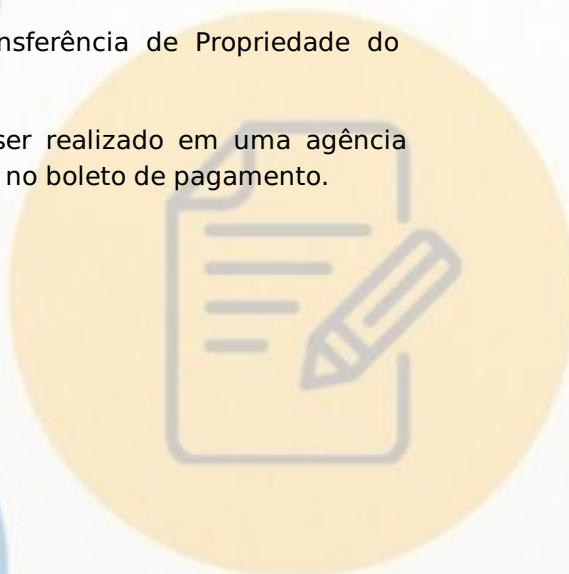 nsferência de Propriedade do
ser realizado em uma agência
no boleto de pagamento.